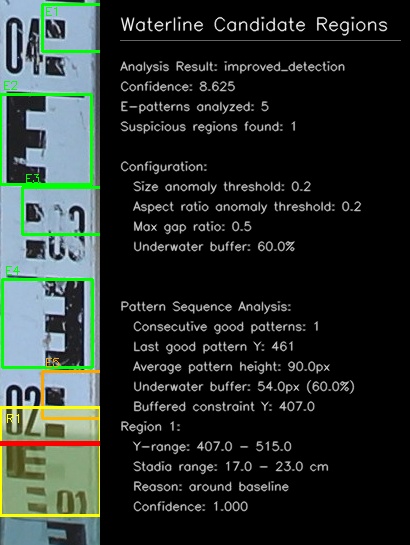 E1
04
E2
E3
03
E4
E5
02
R1
01
Waterline Candidate Regions
Analysis Result: improved_detection
Confidence: 8.625
E-patterns analyzed: 5
Suspicious regions found: 1
Configuration:
Size anomaly threshold: 0.2
Aspect ratio anomaly threshold: 0.2
Max gap ratio: 0.5
Underwater buffer: 60.0%
Pattern Sequence Analysis:
Consecutive good patterns: 1
Last good pattern Y: 461
Average pattern height: 90.0px
Underwater buffer: 54.0px (60.0%)
Buffered constraint Y: 407.0
Region 1:
Y-range: 407.0 - 515.0
Stadia range: 17.0 - 23.0 cm
Reason: around baseline
Confidence: 1.000